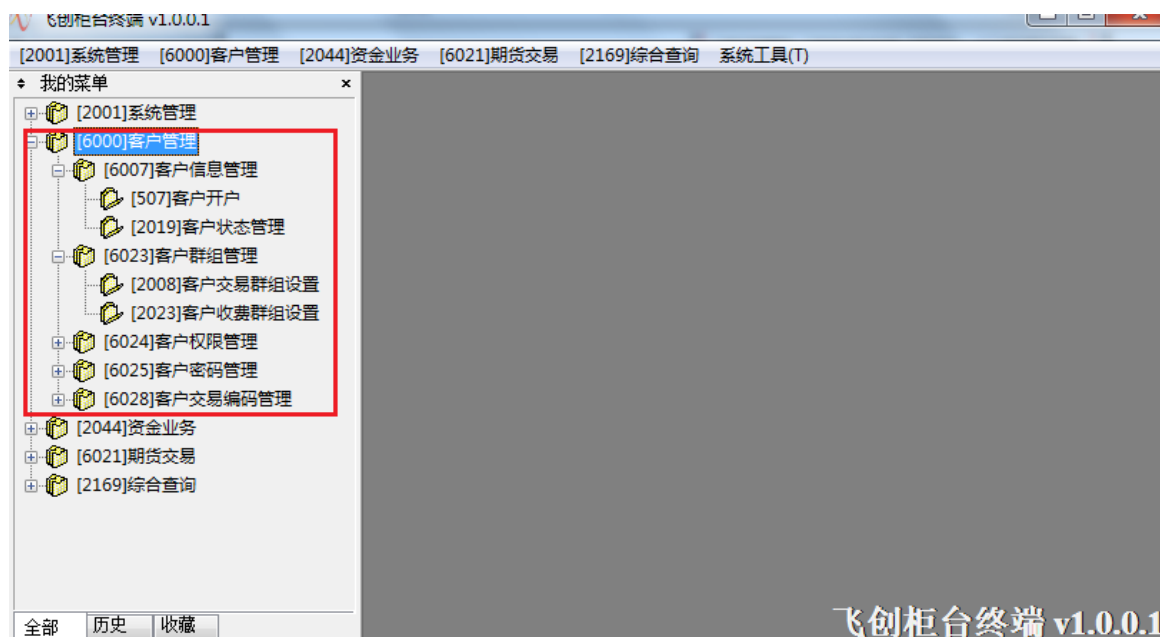 飞创柜台终端 v1.0.0.1
[2001]系统管理 [6000]客户管理 [2044]资金业务 [6021]期货交易 [2169]综合查询 系统工具(T)
我的菜单
[2001]系统管理
[6000]客户管理
[6007]客户信息管理
[507]客户开户
[2019]客户状态管理
[6023]客户群组管理
[2008]客户交易群组设置
[2023]客户收费群组设置
[6024]客户权限管理
[6025]客户密码管理
[6028]客户交易编码管理
[2044]资金业务
[6021]期货交易
[2169]综合查询
全部 历史 收藏
飞创柜台终端 v1.0.0.1